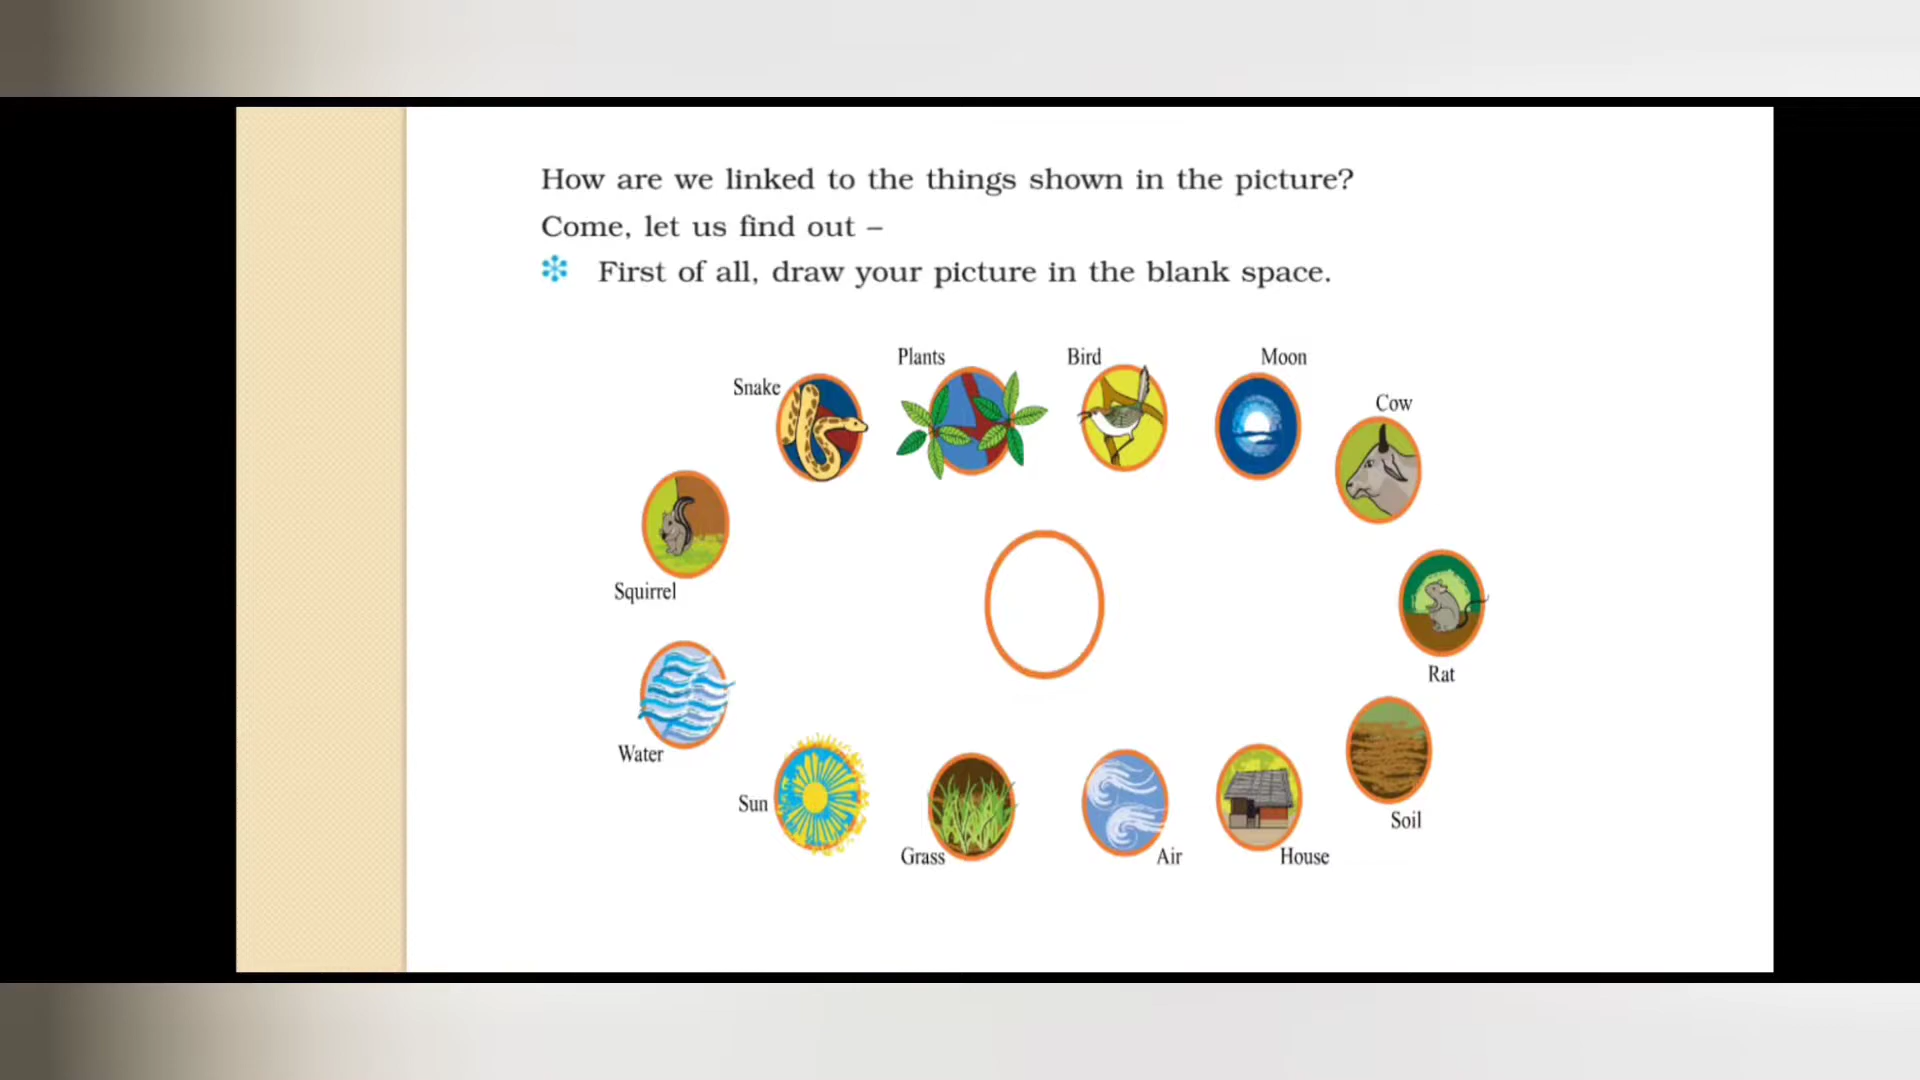 How are we linked to the things shown in the picture?
Come, let us find out –
First of all, draw your picture in the blank space.
Plants
Bird
Moon
Snake
Cow
Squirrel
Rat
Water
Sun
Soil
Grass
Air
House